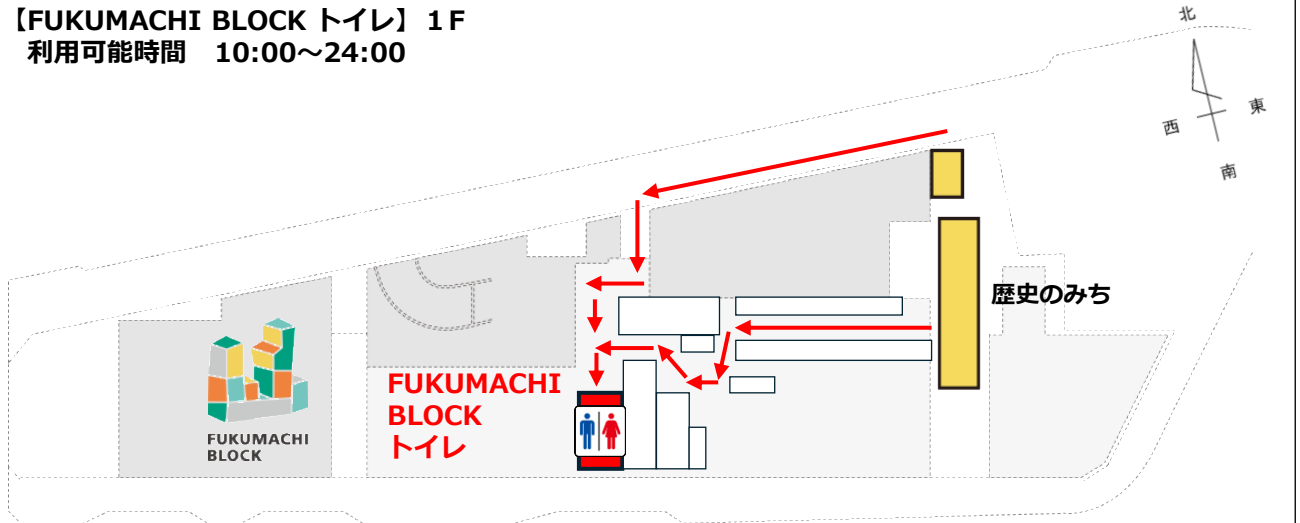 【FUKUMACHI BLOCK トイレ】１F
利用可能時間　10:00～24:00
北
西
東
南
歴史のみち
FUKUMACHI
BLOCK
トイレ
FUKUMACHI
BLOCK